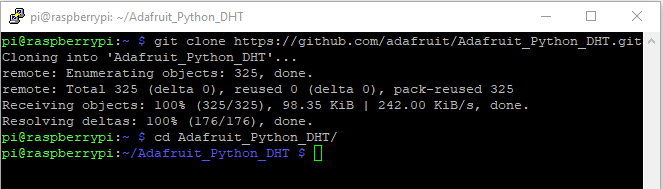 pi@raspberrypi: ~/Adafruit_Python_DHT
pi@raspberrypi:~ $ git clone https://github.com/adafruit/Adafruit_Python_DHT.git
Cloning into 'Adafruit_Python_DHT'...
remote: Enumerating objects: 325, done.
remote: Total 325 (delta 0), reused 0 (delta 0), pack-reused 325
Receiving objects: 100% (325/325), 98.35 KiB | 242.00 KiB/s, done.
Resolving deltas: 100% (176/176), done.
pi@raspberrypi:~ $ cd Adafruit_Python_DHT/
pi@raspberrypi:~/Adafruit_Python_DHT $